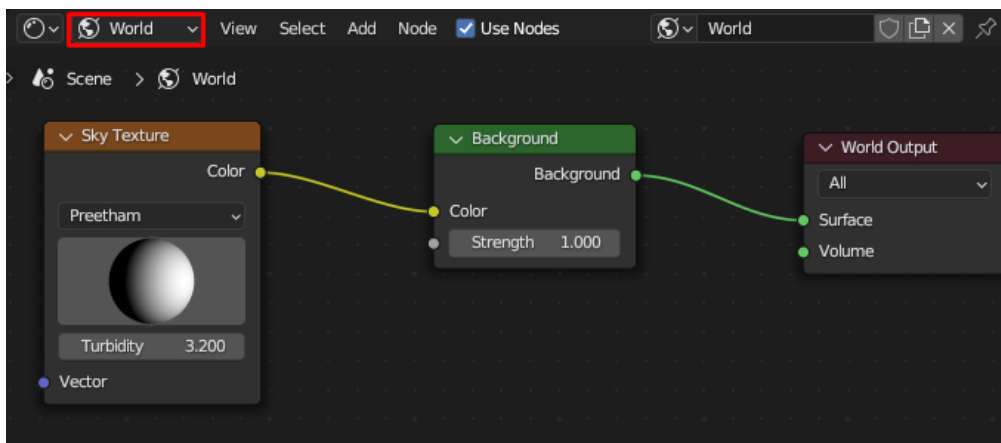 World View Select Add Node Use Nodes World
Scene > World
Sky Texture
Color
Preetham
Turbidity 3.200
Vector
Background
Background
Color
Strength 1.000
World Output
All
Surface
Volume